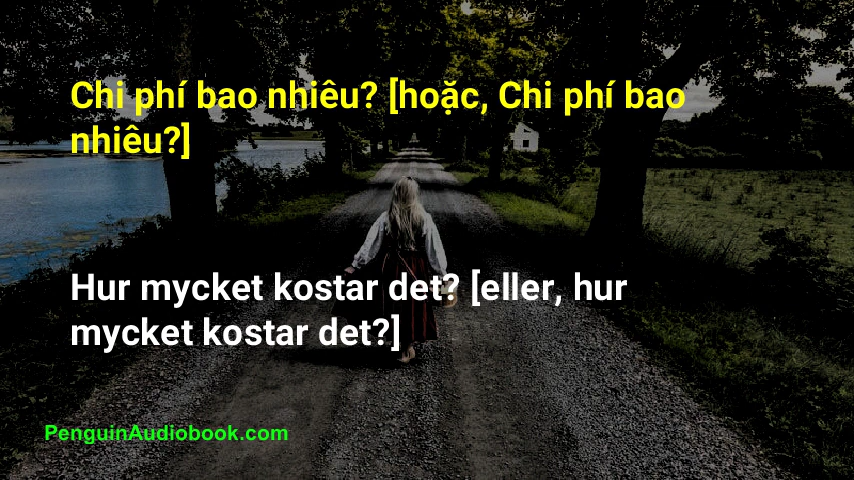 Chi phí bao nhiêu? [hoặc, Chi phí bao
nhiêu?]
Hur mycket kostar det? [eller, hur
mycket kostar det?]
PenguinAudiobook.com